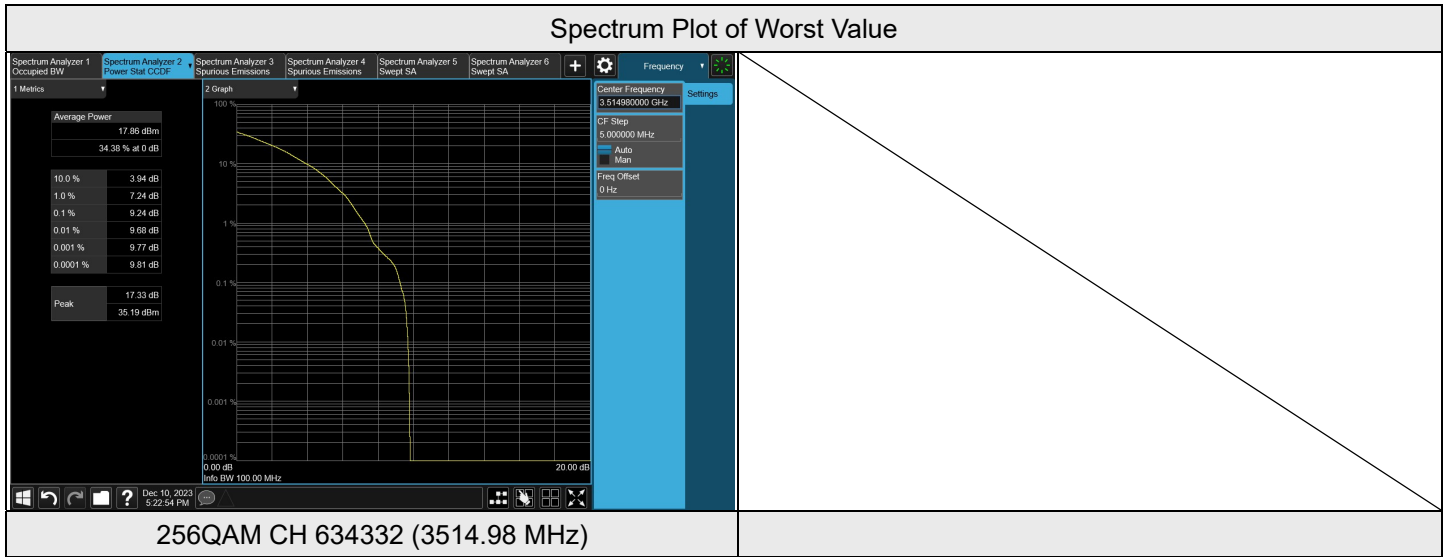 Spectrum Plot of Worst Value
Spectrum Analyzer 1
Occupied BW
Spectrum Analyzer 2
Power Stat CCDF
Spectrum Analyzer 3
Spurious Emissions
Spectrum Analyzer 4
Spurious Emissions
Spectrum Analyzer 5
Swept SA
Spectrum Analyzer 6
Swept SA
+
Frequency
1 Metrics
Average Power
17.86 dBm
34.38 % at 0 dB
10.0 % 3.94 dB
1.0 % 7.24 dB
0.1 % 9.24 dB
0.01 % 9.68 dB
0.001 % 9.77 dB
0.0001 % 9.81 dB
Peak
17.33 dB
35.19 dBm
2 Graph
100 %
10 %
1 %
0.1 %
0.01 %
0.001 %
0.0001 %
0.00 dB 20.00 dB
Info BW 100.00 MHz
Center Frequency
3.514980000 GHz
Settings
CF Step
5.000000 MHz
Auto
Man
Freq Offset
0 Hz
?
Dec 10, 2023
5:22:54 PM
256QAM CH 634332 (3514.98 MHz)